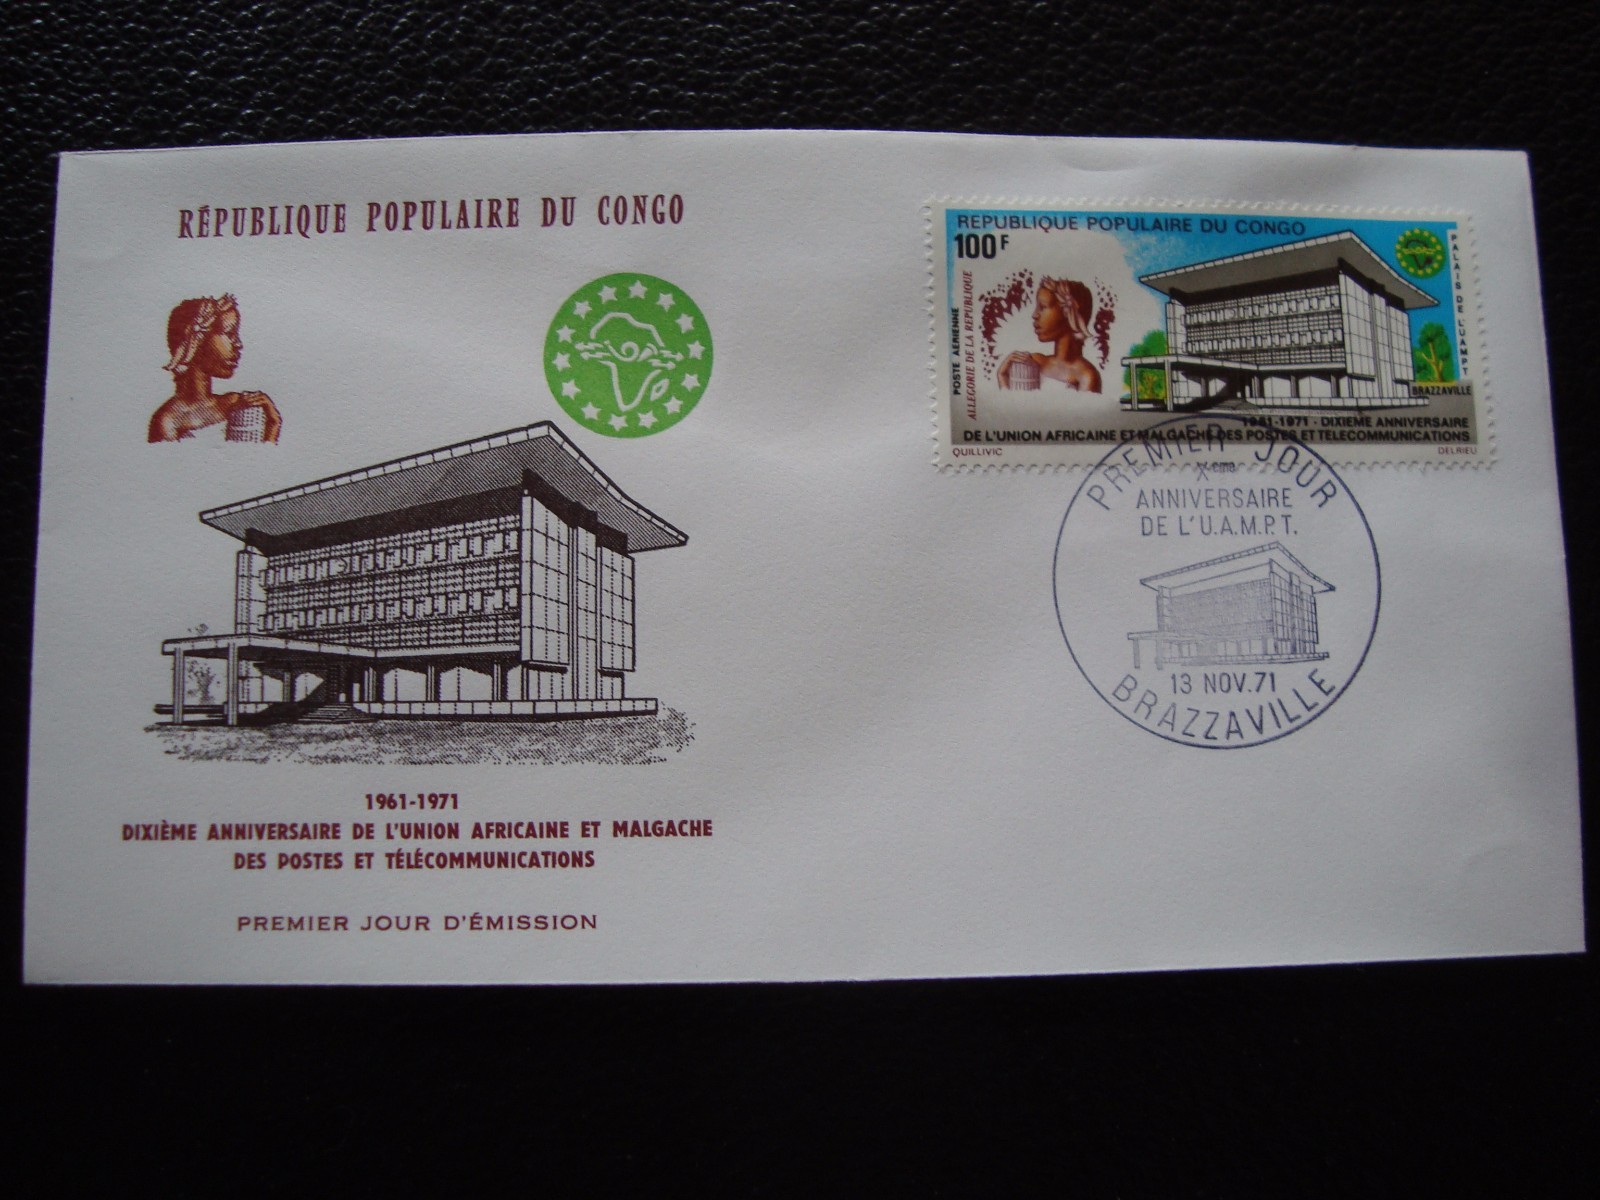 RÉPUBLIQUE POPULAIRE DU CONGO
1961-1971
DIXIÈME ANNIVERSAIRE DE L'UNION AFRICAINE ET MALGACHE
DES POSTES ET TÉLÉCOMMUNICATIONS
PREMIER JOUR D'ÉMISSION
REPUBLIQUE POPULAIRE DU CONGO
100F
POSTE AERIENNE
ALLEGORIE DE LA REPUBLIQUE
PALAIS DE L'UAMPT
BRAZZAVILLE
1961-1971 - DIXIEME ANNIVERSAIRE
DE L'UNION AFRICAINE ET MALGACHE DES POSTES ET TELECOMMUNICATIONS
QUILLIVIC
DELRIEU
PREMIER JOUR
Xeme
ANNIVERSAIRE
DE L'U.A.M.P.T.
13 NOV.71
BRAZZAVILLE